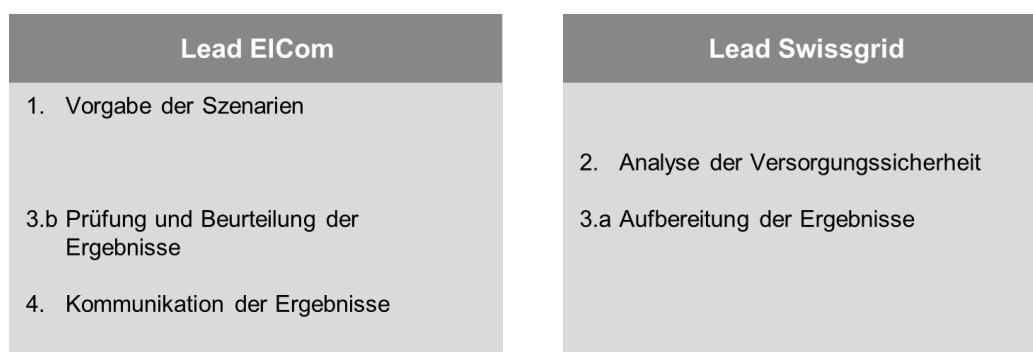 Lead ElCom
1. Vorgabe der Szenarien
3.b Prüfung und Beurteilung der
Ergebnisse
4. Kommunikation der Ergebnisse
Lead Swissgrid
2. Analyse der Versorgungssicherheit
3.a Aufbereitung der Ergebnisse